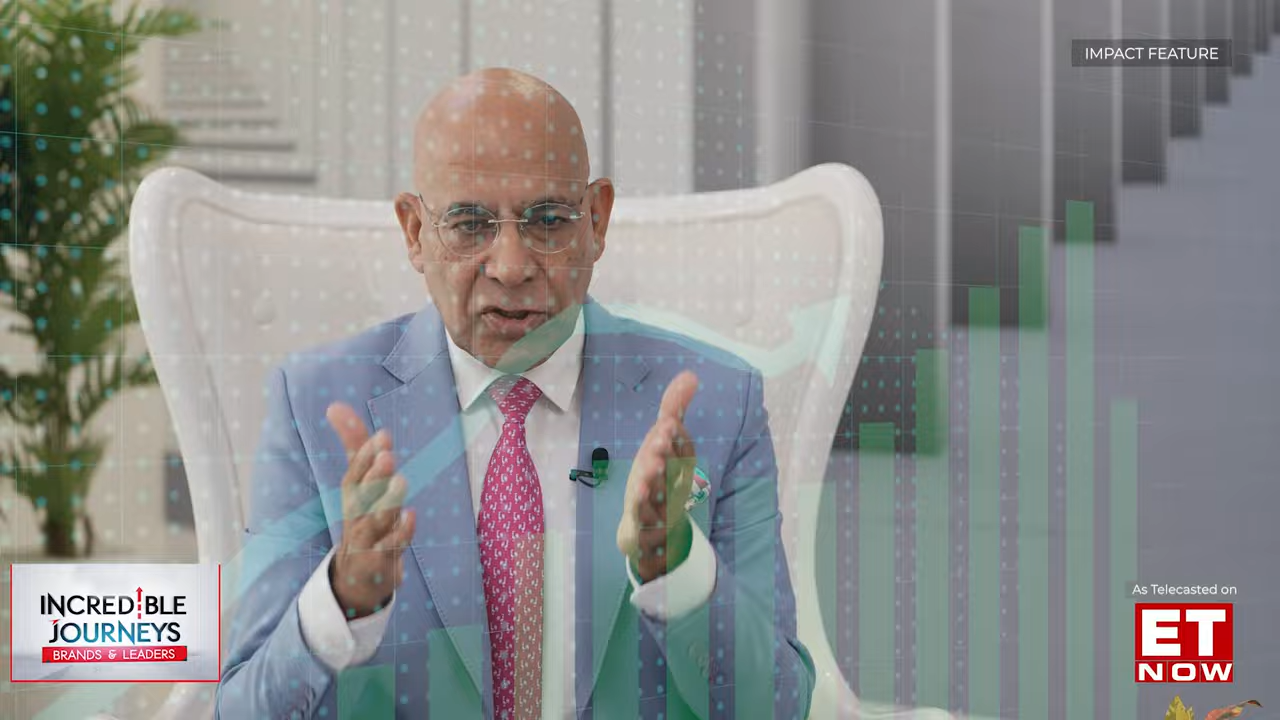 IMPACT FEATURE
As Telecasted on
ET
NOW
INCREDIBLE
JOURNEYS
BRANDS & LEADERS